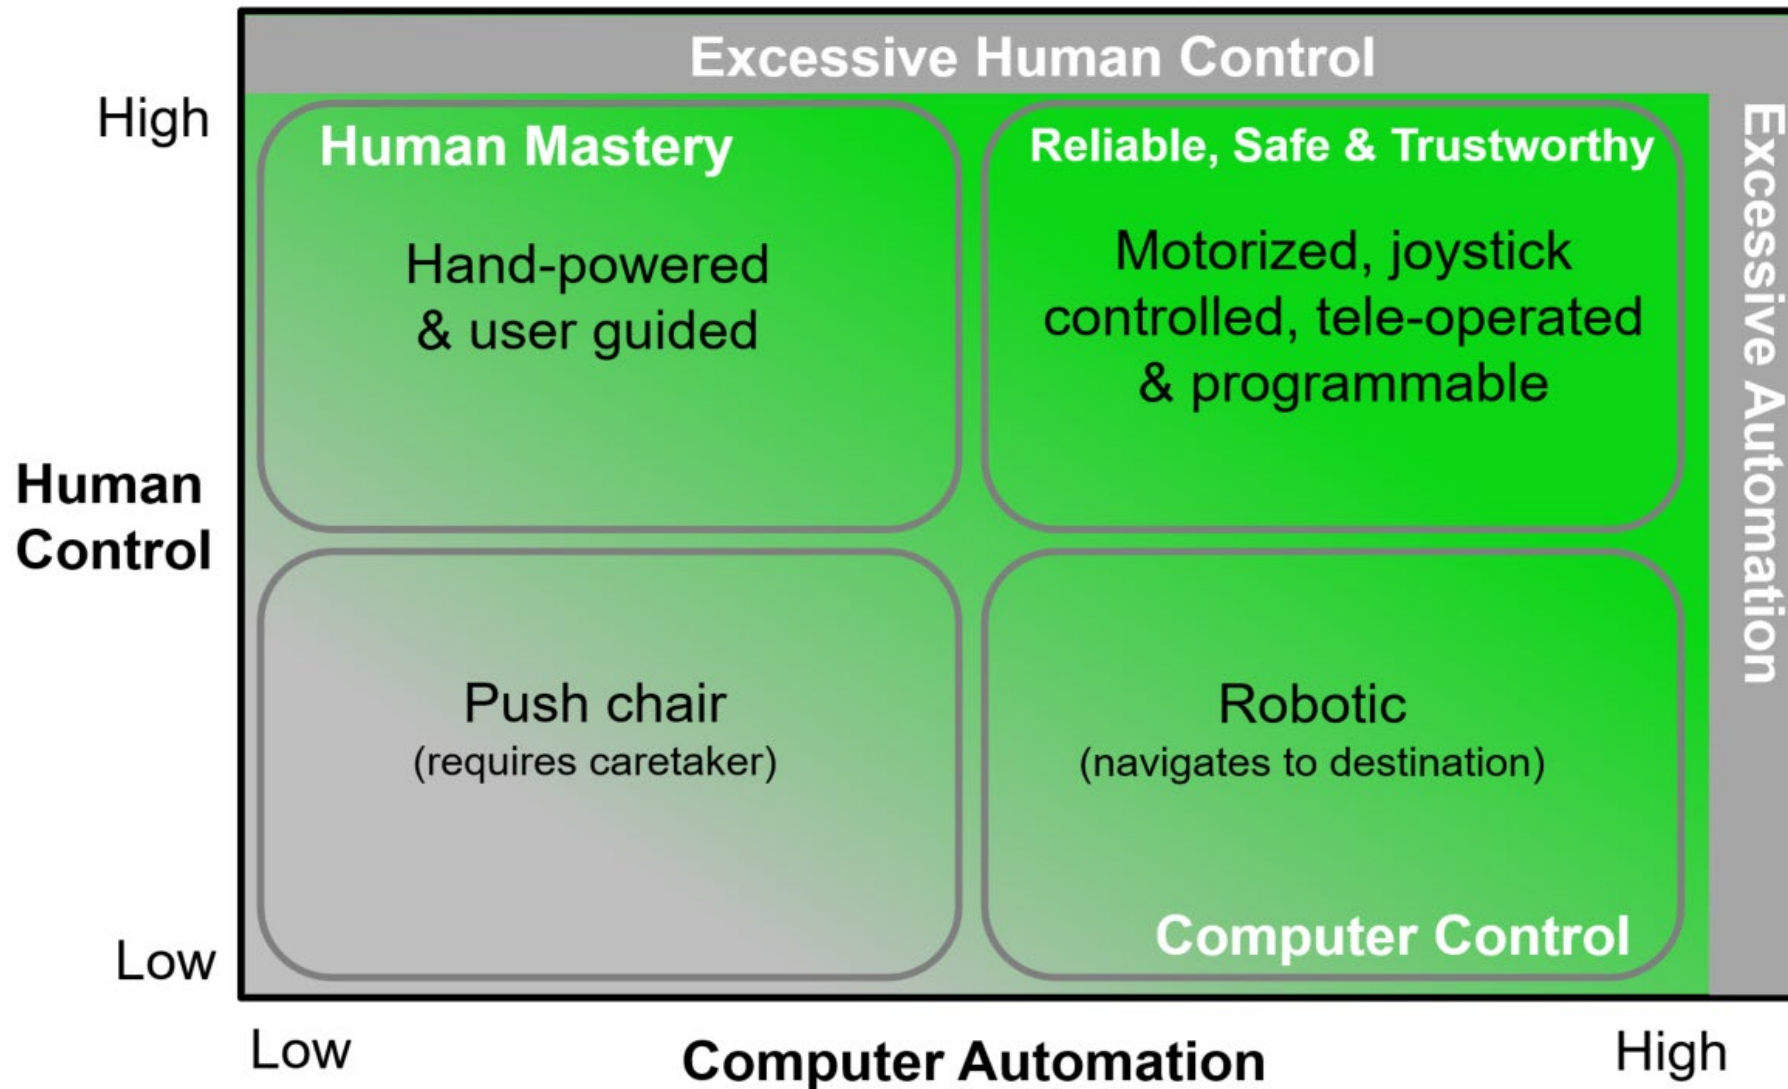 Excessive Human Control
High
Human Mastery
Hand-powered
& user guided
Reliable, Safe & Trustworthy
Motorized, joystick
controlled, tele-operated
& programmable
Excessive Automation
Human
Control
Push chair
(requires caretaker)
Robotic
(navigates to destination)
Computer Control
Low
Low
Computer Automation
High